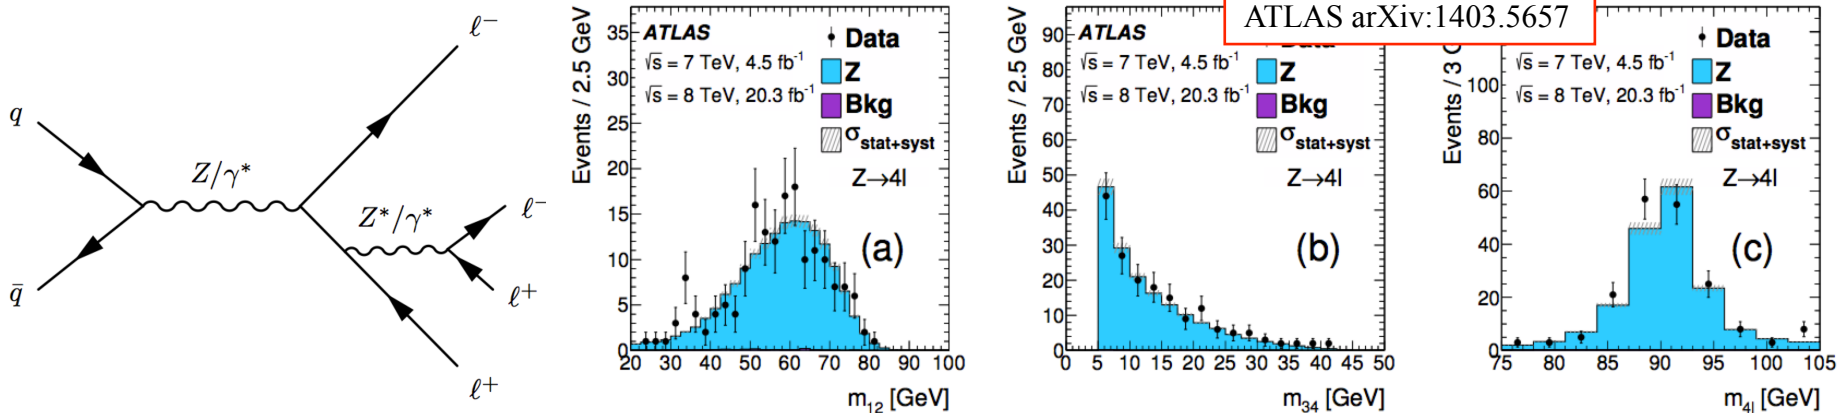 q
q̄
Z/γ*
Z*/γ*
ℓ⁻
ℓ⁻
ℓ⁺
ℓ⁺
Events / 2.5 GeV
35
30
25
20
15
10
5
0
ATLAS
√s = 7 TeV, 4.5 fb⁻¹
√s = 8 TeV, 20.3 fb⁻¹
Data
Z
Bkg
σstat+syst
Z→4l
(a)
20 30 40 50 60 70 80 90 100
m₁₂ [GeV]
Events / 2.5 GeV
90
80
70
60
50
40
30
20
10
0
ATLAS
√s = 7 TeV, 4.5 fb⁻¹
√s = 8 TeV, 20.3 fb⁻¹
Data
Z
Bkg
σstat+syst
Z→4l
(b)
0 5 10 15 20 25 30 35 40 45 50
m₃₄ [GeV]
ATLAS arXiv:1403.5657
Events / 3
100
80
60
40
20
0
√s = 7 TeV, 4.5 fb⁻¹
√s = 8 TeV, 20.3 fb⁻¹
Data
Z
Bkg
σstat+syst
Z→4l
(c)
75 80 85 90 95 100 105
m₄ₗ [GeV]